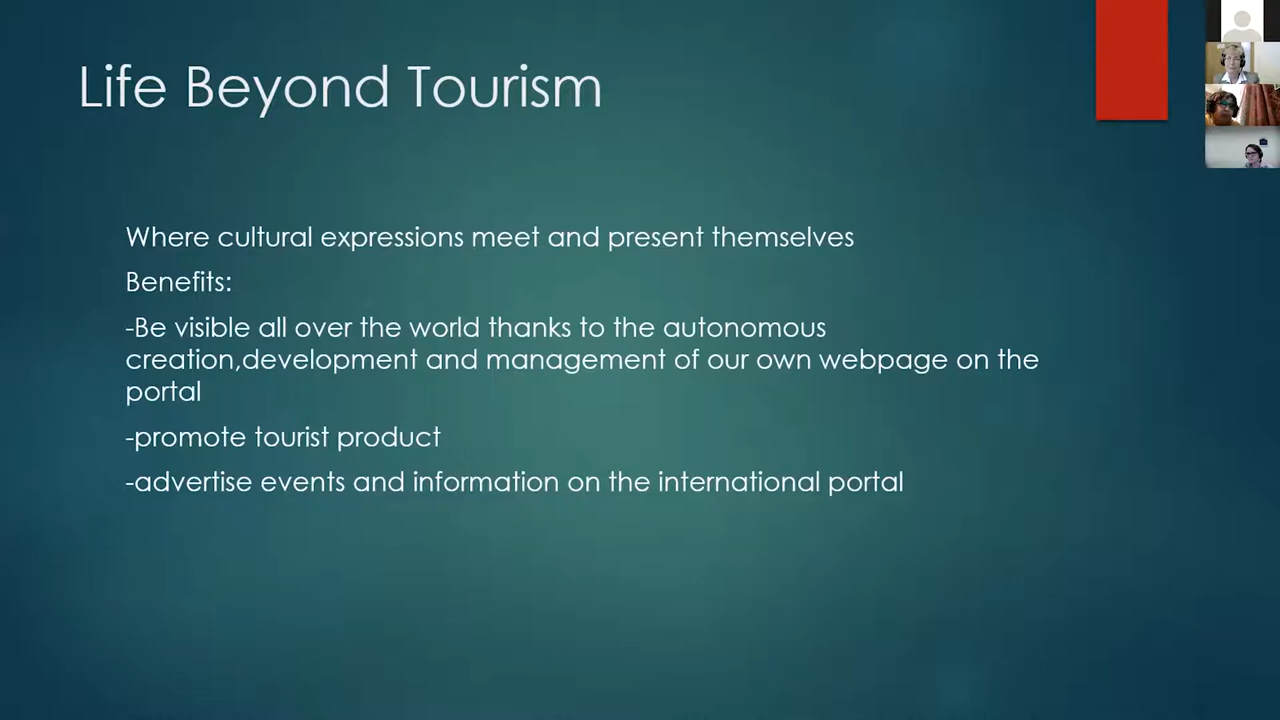 Life Beyond Tourism
Where cultural expressions meet and present themselves
Benefits:
-Be visible all over the world thanks to the autonomous
creation,development and management of our own webpage on the
portal
-promote tourist product
-advertise events and information on the international portal